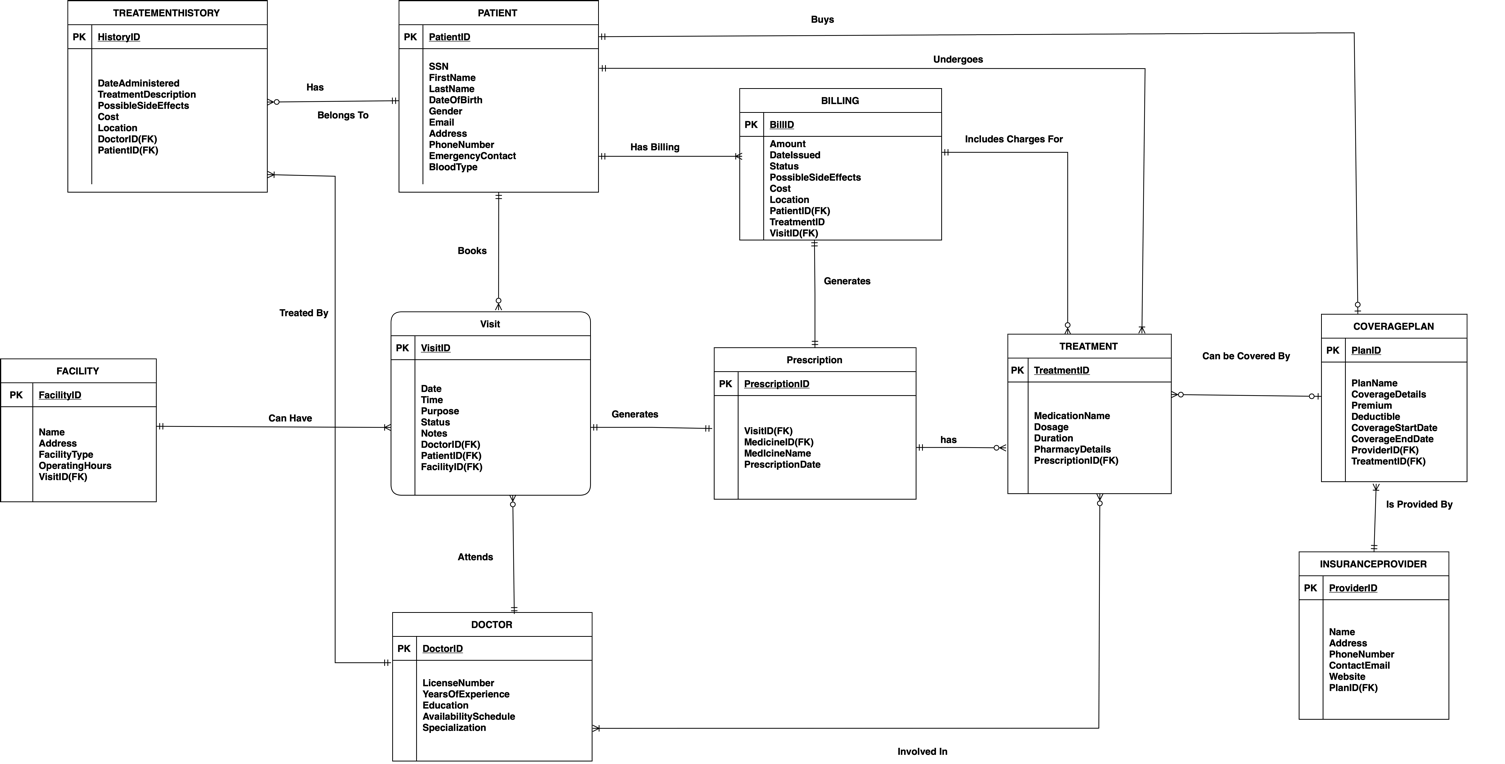 TREATEMENTHISTORY
PK HistoryID
DateAdministered
TreatmentDescription
PossibleSideEffects
Cost
Location
DoctorID(FK)
PatientID(FK)
Has
Belongs To
PATIENT
PK PatientID
SSN
FirstName
LastName
DateOfBirth
Gender
Email
Address
PhoneNumber
EmergencyContact
BloodType
Buys
Undergoes
Has Billing
BILLING
PK BillID
Amount
DateIssued
Status
PossibleSideEffects
Cost
Location
PatientID(FK)
TreatmentID
VisitID(FK)
Includes Charges For
Books
Generates
Treated By
FACILITY
PK FacilityID
Name
Address
FacilityType
OperatingHours
VisitID(FK)
Can Have
Visit
PK VisitID
Date
Time
Purpose
Status
Notes
DoctorID(FK)
PatientID(FK)
FacilityID(FK)
Generates
Prescription
PK PrescriptionID
VisitID(FK)
MedicineID(FK)
MedIcineName
PrescriptionDate
has
TREATMENT
PK TreatmentID
MedicationName
Dosage
Duration
PharmacyDetails
PrescriptionID(FK)
Can be Covered By
COVERAGEPLAN
PK PlanID
PlanName
CoverageDetails
Premium
Deductible
CoverageStartDate
CoverageEndDate
ProviderID(FK)
TreatmentID(FK)
Is Provided By
INSURANCEPROVIDER
PK ProviderID
Name
Address
PhoneNumber
ContactEmail
Website
PlanID(FK)
Attends
DOCTOR
PK DoctorID
LicenseNumber
YearsOfExperience
Education
AvailabilitySchedule
Specialization
Involved In